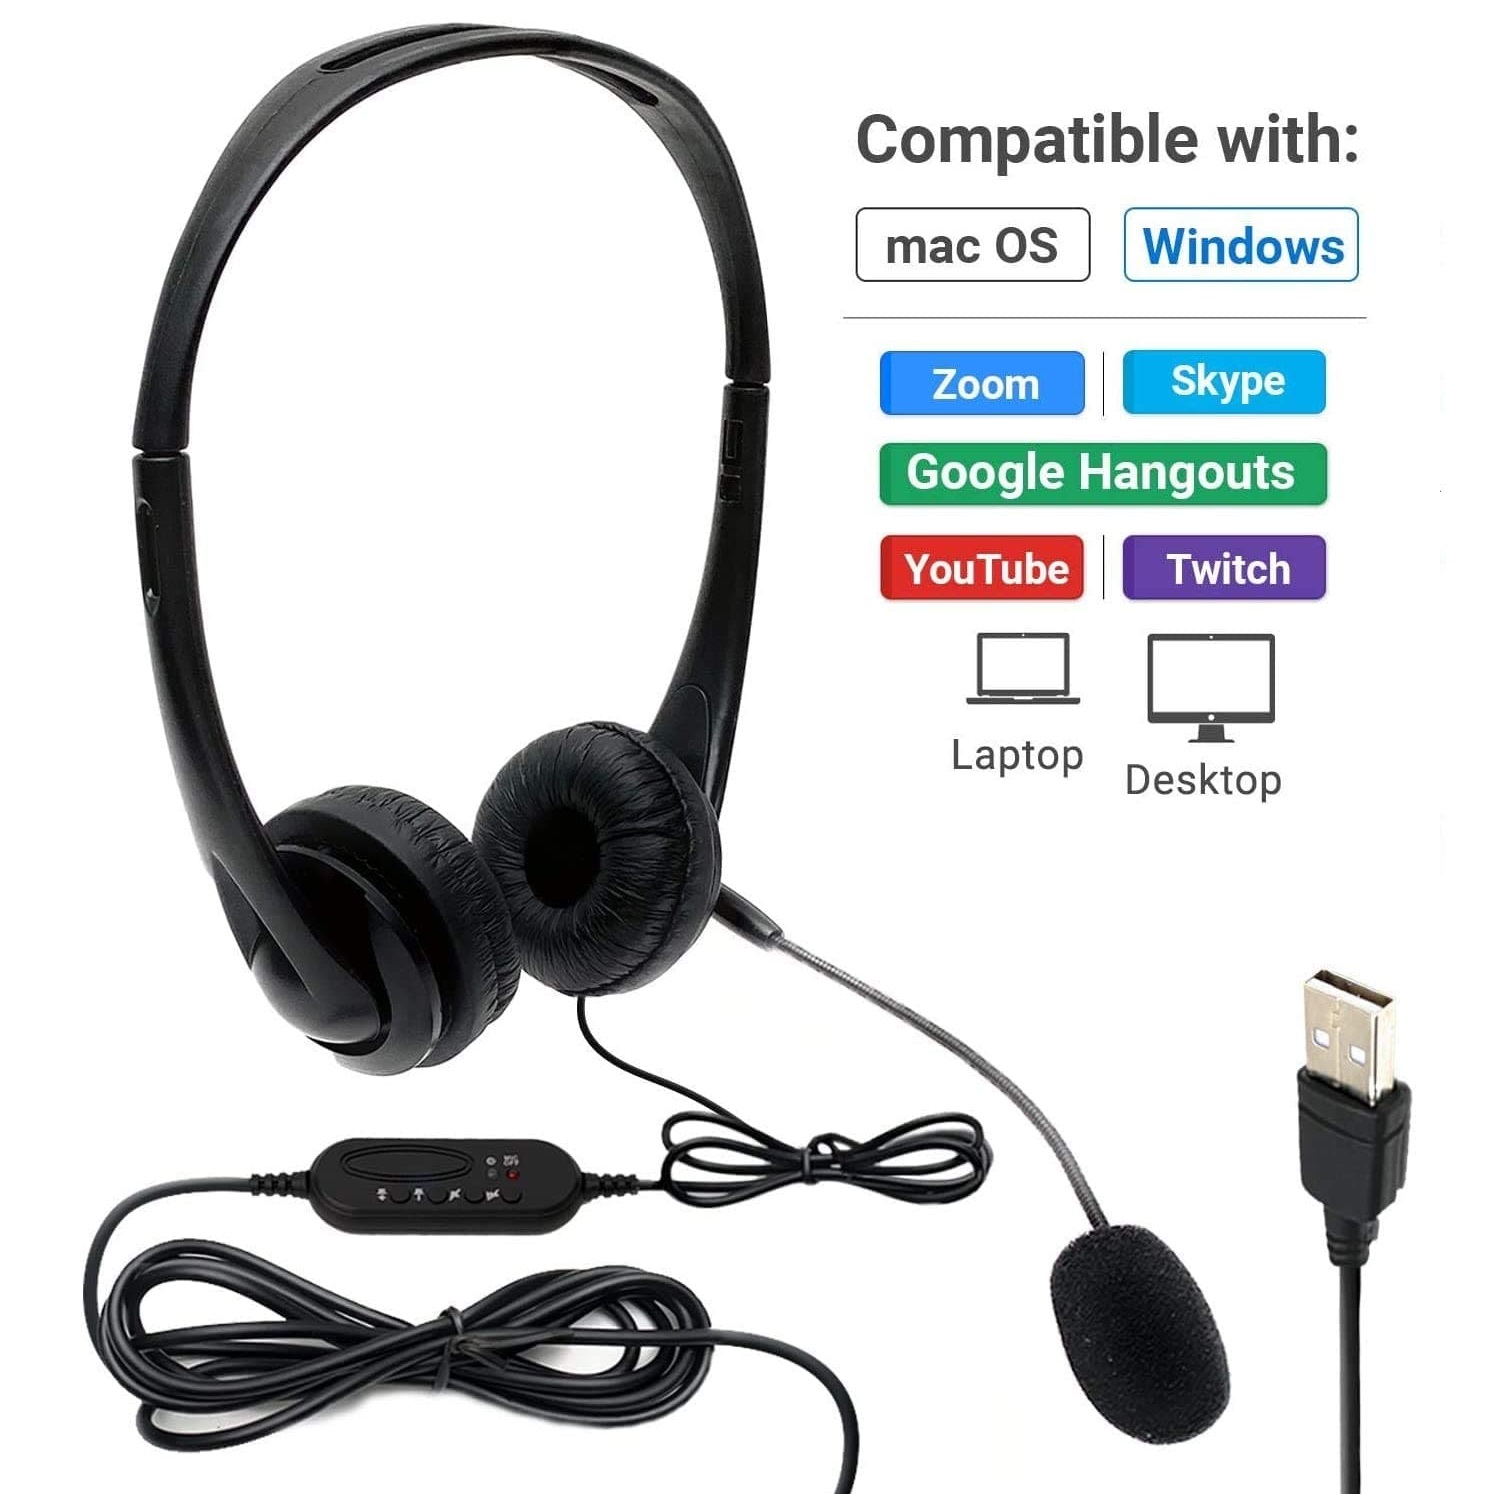 Compatible with:
mac OS
Windows
Zoom
Skype
Google Hangouts
YouTube
Twitch
Laptop
Desktop